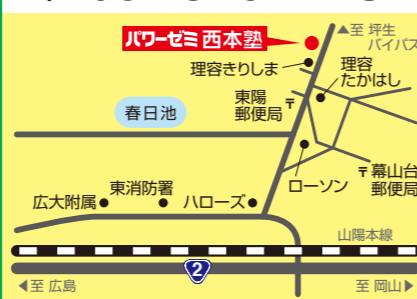 ▲至 坪生
バイパス
パワーゼミ 西本塾
理容きりしま
理容
たかはし
東陽
郵便局 〒
春日池
ローソン
〒幕山台
郵便局
広大附属
東消防署
ハローズ
山陽本線
2
◀至 広島
至 岡山▶